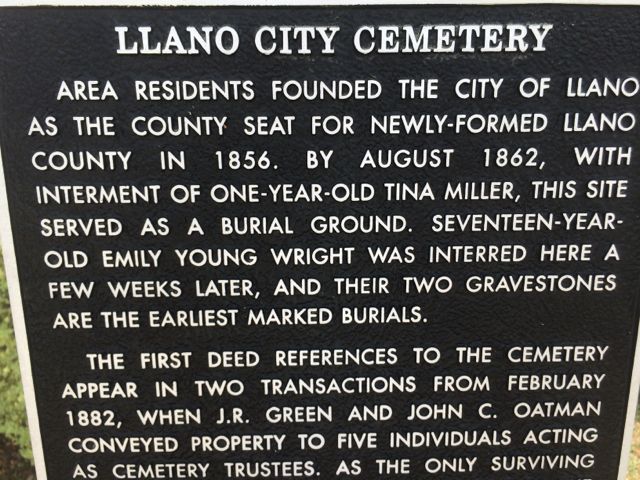 LLANO CITY CEMETERY
AREA RESIDENTS FOUNDED THE CITY OF LLANO
AS THE COUNTY SEAT FOR NEWLY-FORMED LLANO
COUNTY IN 1856. BY AUGUST 1862, WITH
INTERMENT OF ONE-YEAR-OLD TINA MILLER, THIS SITE
SERVED AS A BURIAL GROUND. SEVENTEEN-YEAR-
OLD EMILY YOUNG WRIGHT WAS INTERRED HERE A
FEW WEEKS LATER, AND THEIR TWO GRAVESTONES
ARE THE EARLIEST MARKED BURIALS.
THE FIRST DEED REFERENCES TO THE CEMETERY
APPEAR IN TWO TRANSACTIONS FROM FEBRUARY
1882, WHEN J.R. GREEN AND JOHN C. OATMAN
CONVEYED PROPERTY TO FIVE INDIVIDUALS ACTING
AS CEMETERY TRUSTEES. AS THE ONLY SURVIVING